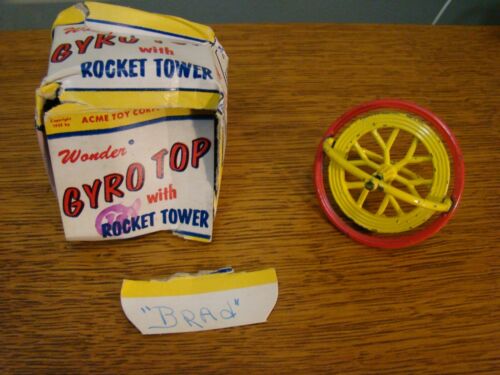 GYRO TOP
with
ROCKET TOWER
ACME TOY CORP
Wonder
GYRO TOP
with
ROCKET TOWER
"BRAd"